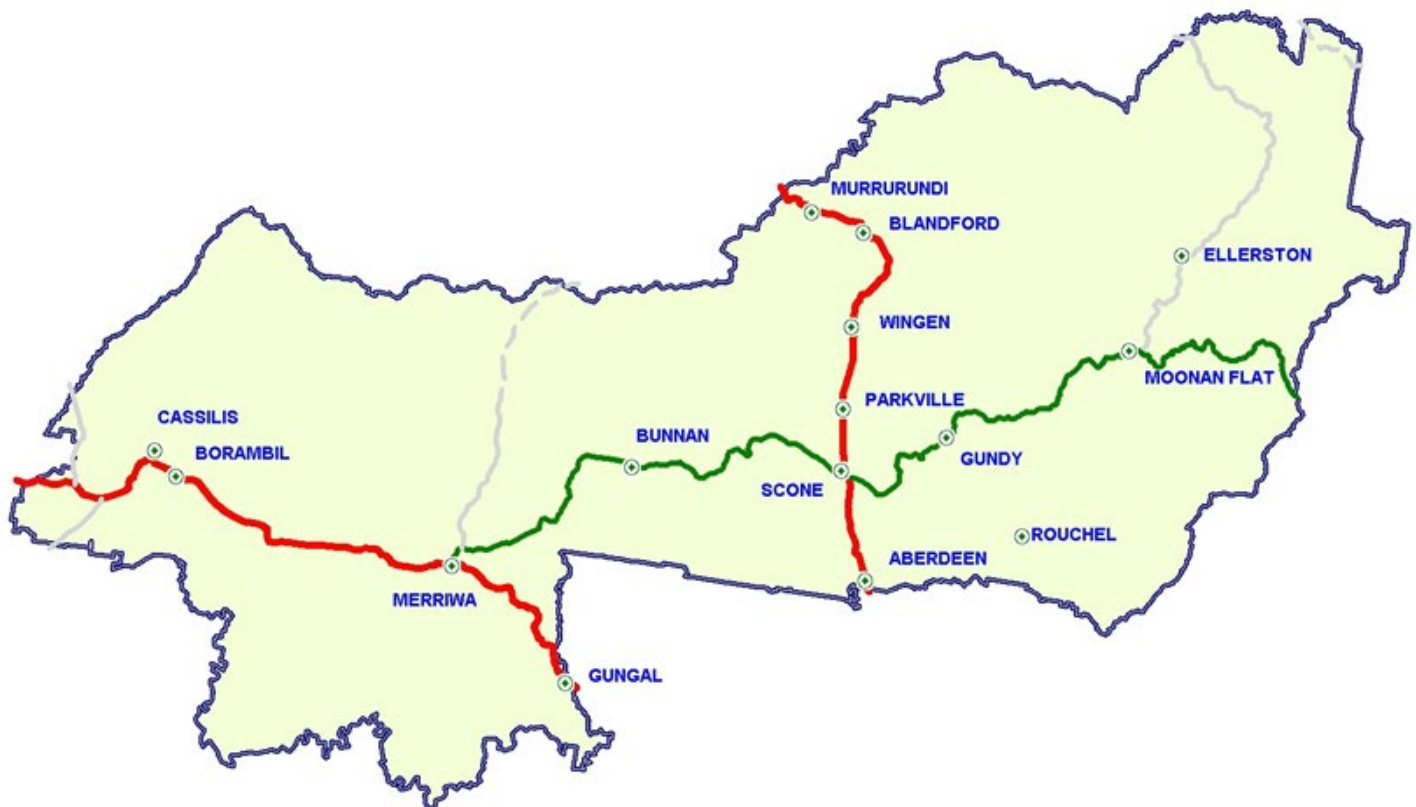 MURRURUNDI
BLANDFORD
ELLERSTON
WINGEN
MOONAN FLAT
PARKVILLE
CASSILIS
BUNNAN
BORAMBIL
GUNDY
SCONE
ROUCHEL
ABERDEEN
MERRIWA
GUNGAL